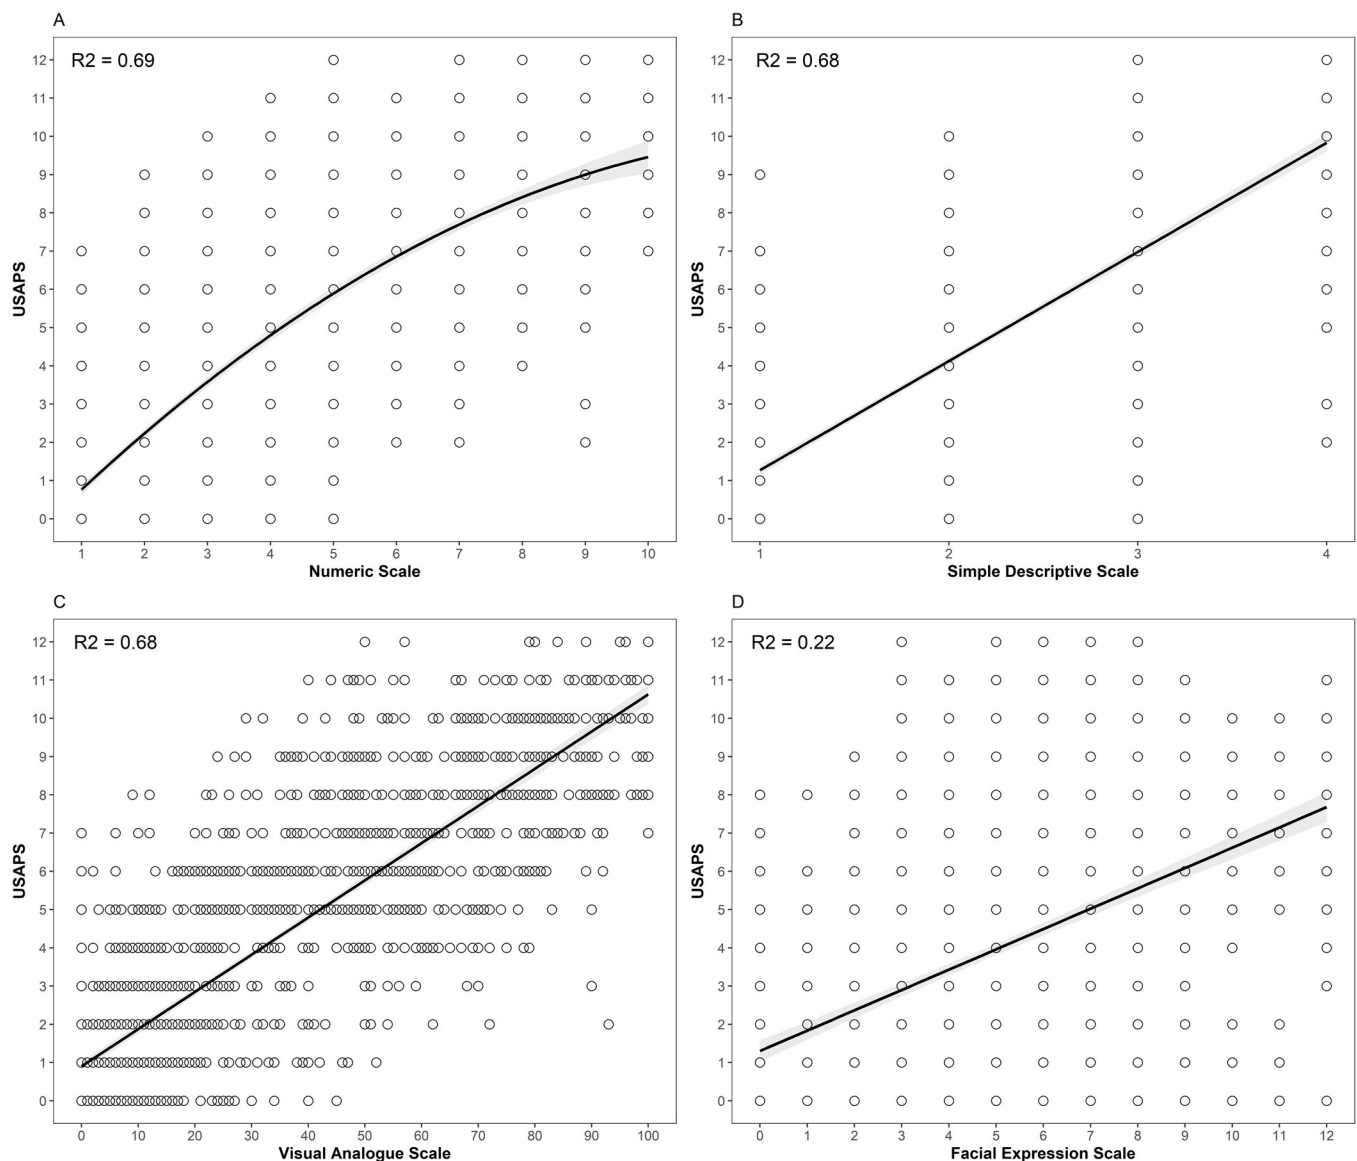 A
R2 = 0.69
USAPS
12
11
10
9
8
7
6
5
4
3
2
1
0
1 2 3 4 5 6 7 8 9 10
Numeric Scale
B
R2 = 0.68
USAPS
12
11
10
9
8
7
6
5
4
3
2
1
0
1 2 3 4
Simple Descriptive Scale
C
R2 = 0.68
USAPS
12
11
10
9
8
7
6
5
4
3
2
1
0
0 10 20 30 40 50 60 70 80 90 100
Visual Analogue Scale
D
R2 = 0.22
USAPS
12
11
10
9
8
7
6
5
4
3
2
1
0
0 1 2 3 4 5 6 7 8 9 10 11 12
Facial Expression Scale